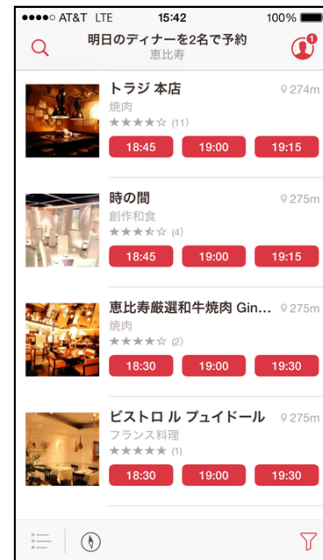 AT&T LTE 15:42 100%
明日のディナーを2名で予約
恵比寿
1
トラジ 本店 274m
焼肉
★★★★☆ (11)
18:45 19:00 19:15
時の間 275m
創作和食
(4)
18:45 19:00 19:15
恵比寿厳選和牛焼肉 Gin... 275m
焼肉
★★★★☆ (2)
18:30 19:00 19:30
ビストロ ル プュイドール 275m
フランス料理
★★★★★ (1)
18:30 19:00 19:30